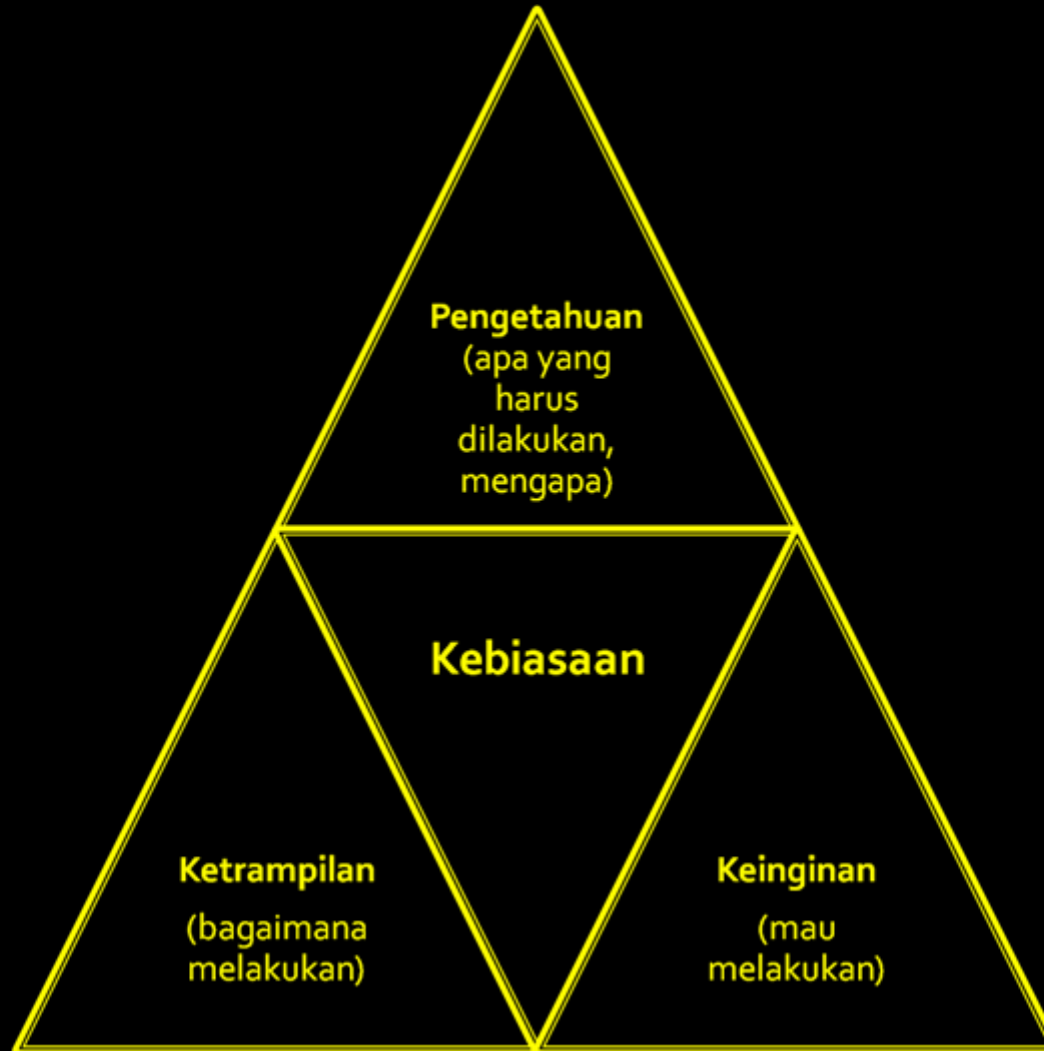 Pengetahuan
(apa yang
harus
dilakukan,
mengapa)
Kebiasaan
Ketrampilan
(bagaimana
melakukan)
Keinginan
(mau
melakukan)